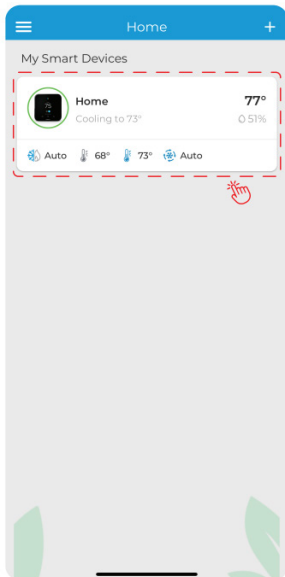 Home +
My Smart Devices
Home 77°
Cooling to 73° 51%
Auto 68° 73° Auto